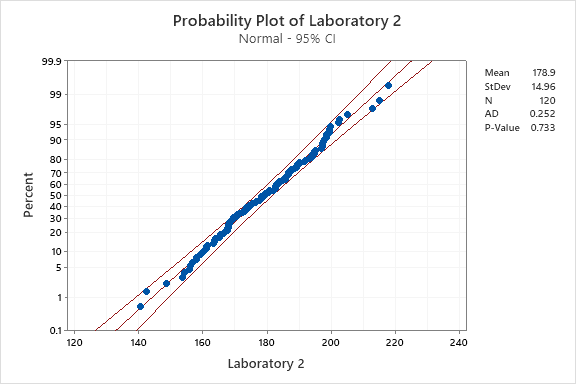 Probability Plot of Laboratory 2
Normal - 95% CI
99.9
99
95
90
80
70
60
50
40
30
20
10
5
1
0.1
Percent
120 140 160 180 200 220 240
Laboratory 2
Mean 178.9
StDev 14.96
N 120
AD 0.252
P-Value 0.733